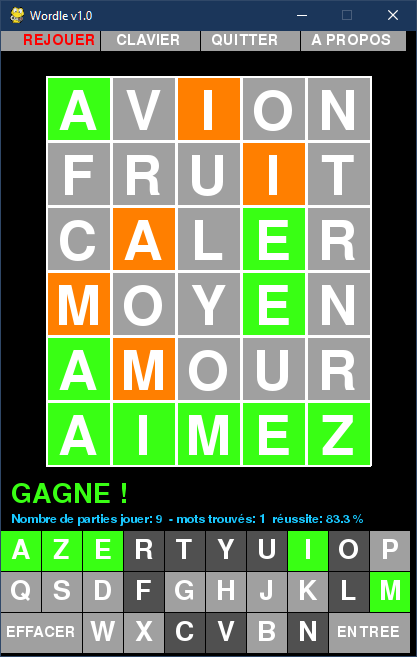 Wordle v1.0
REJOUER CLAVIER QUITTER A PROPOS
A V I O N
F R U I T
C A L E R
M O Y E N
A M O U R
A I M E Z
GAGNE !
Nombre de parties jouer: 9 - mots trouvés: 1 réussite: 83.3 %
A Z E R T Y U I O P
Q S D F G H J K L M
EFFACER W X C V B N ENTREE